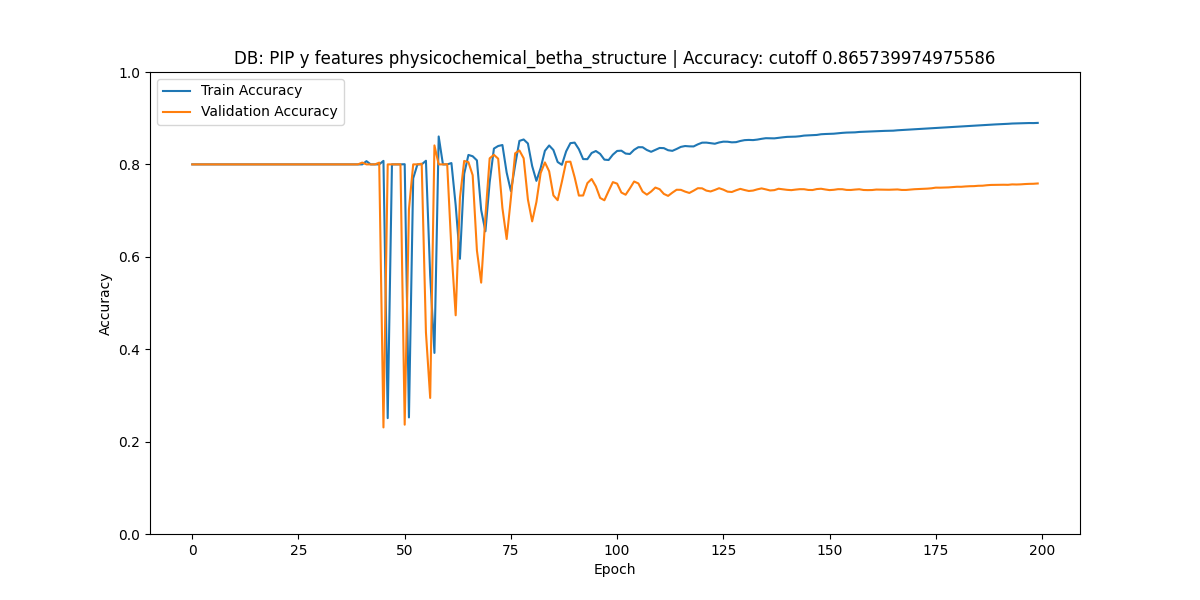 DB: PIP y features physicochemical_betha_structure | Accuracy: cutoff 0.865739974975586
Train Accuracy
Validation Accuracy
1.0
0.8
0.6
0.4
0.2
0.0
Accuracy
0 25 50 75 100 125 150 175 200
Epoch